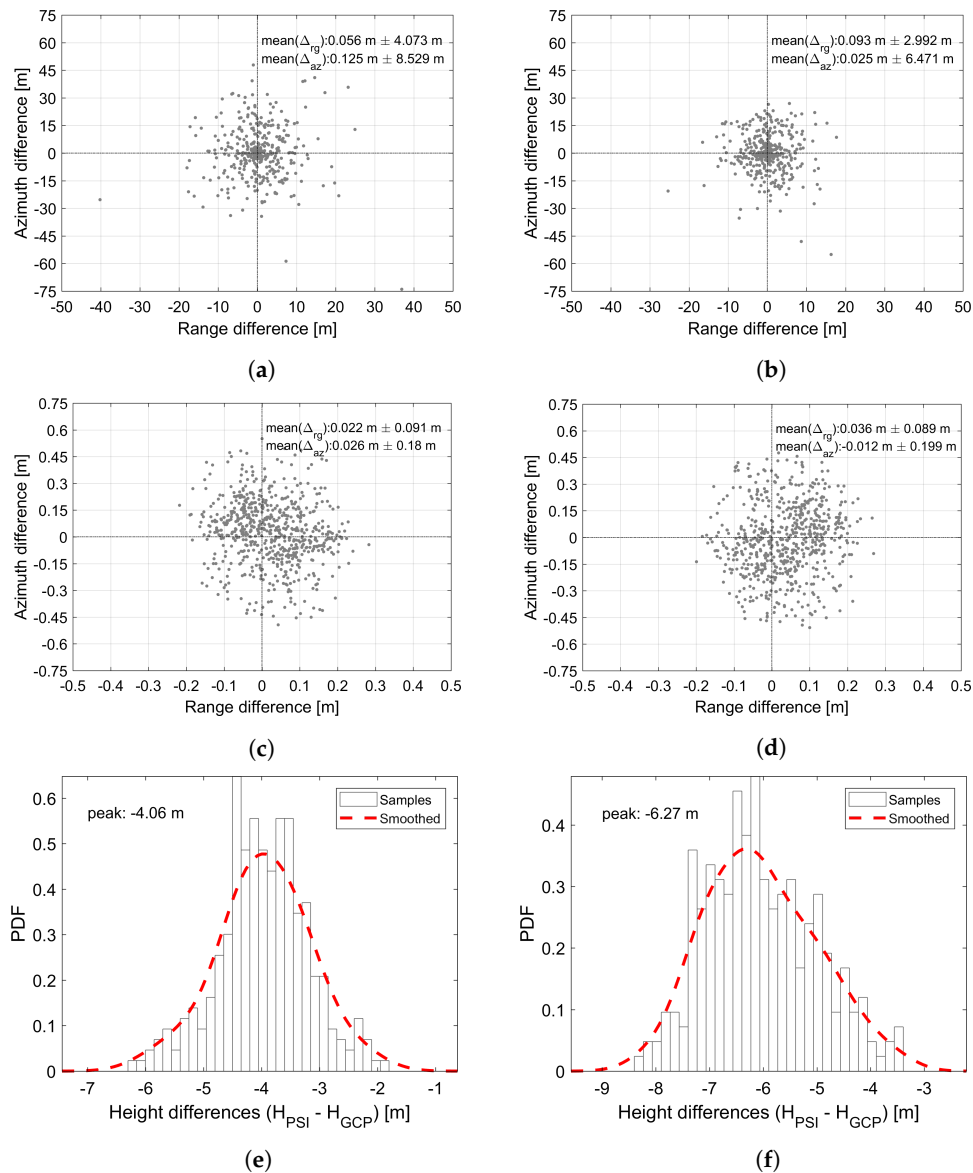 75
60
45
30
15
0
-15
-30
-45
-60
-75
Azimuth difference [m]
mean(Δrg):0.056 m ± 4.073 m
mean(Δaz):0.125 m ± 8.529 m
-50 -40 -30 -20 -10 0 10 20 30 40 50
Range difference [m]
(a)
75
60
45
30
15
0
-15
-30
-45
-60
-75
Azimuth difference [m]
mean(Δrg):0.093 m ± 2.992 m
mean(Δaz):0.025 m ± 6.471 m
-50 -40 -30 -20 -10 0 10 20 30 40 50
Range difference [m]
(b)
0.75
0.6
0.45
0.3
0.15
0
-0.15
-0.3
-0.45
-0.6
-0.75
Azimuth difference [m]
mean(Δrg):0.022 m ± 0.091 m
mean(Δaz):0.026 m ± 0.18 m
-0.5 -0.4 -0.3 -0.2 -0.1 0 0.1 0.2 0.3 0.4 0.5
Range difference [m]
(c)
0.75
0.6
0.45
0.3
0.15
0
-0.15
-0.3
-0.45
-0.6
-0.75
Azimuth difference [m]
mean(Δrg):0.036 m ± 0.089 m
mean(Δaz):-0.012 m ± 0.199 m
-0.5 -0.4 -0.3 -0.2 -0.1 0 0.1 0.2 0.3 0.4 0.5
Range difference [m]
(d)
0.6
0.5
0.4
0.3
0.2
0.1
0
PDF
peak: -4.06 m
Samples
Smoothed
-7 -6 -5 -4 -3 -2 -1
Height differences (HPSI - HGCP) [m]
(e)
0.4
0.3
0.2
0.1
0
PDF
peak: -6.27 m
Samples
Smoothed
-9 -8 -7 -6 -5 -4 -3
Height differences (HPSI - HGCP) [m]
(f)